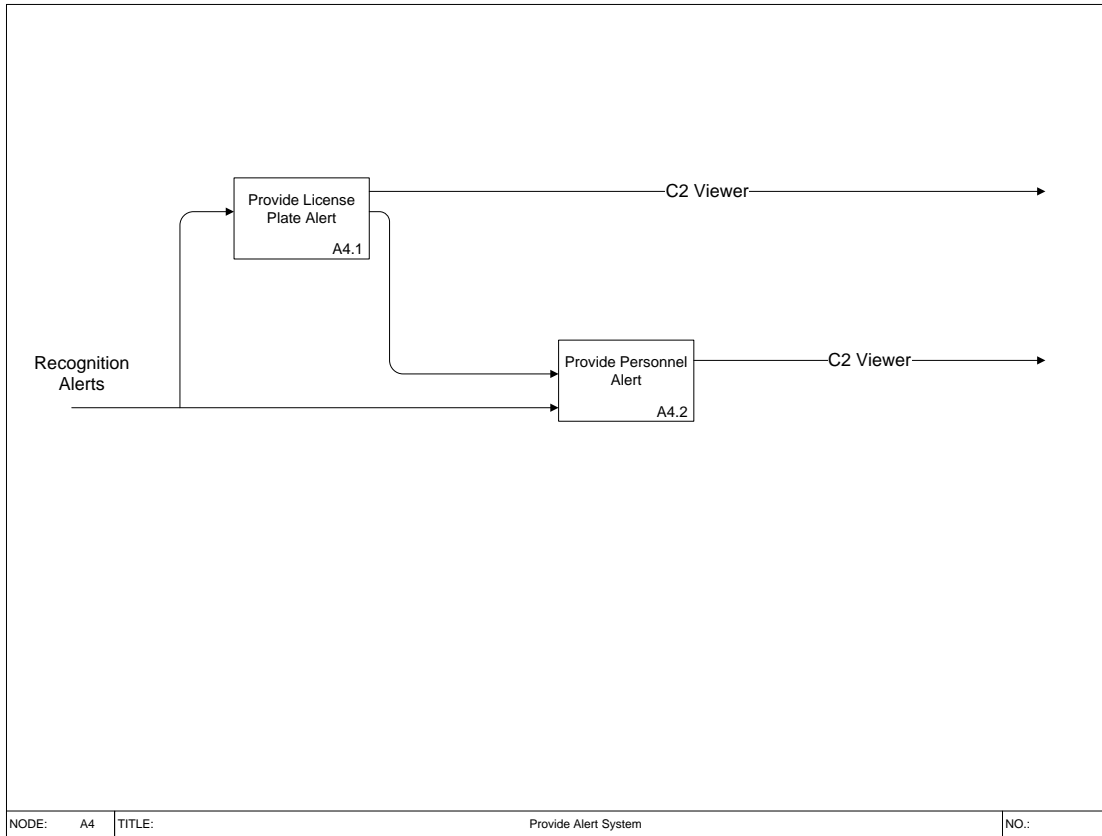 Provide License
Plate Alert
A4.1
C2 Viewer
Recognition
Alerts
Provide Personnel
Alert
A4.2
C2 Viewer
NODE: A4 TITLE: Provide Alert System NO.: